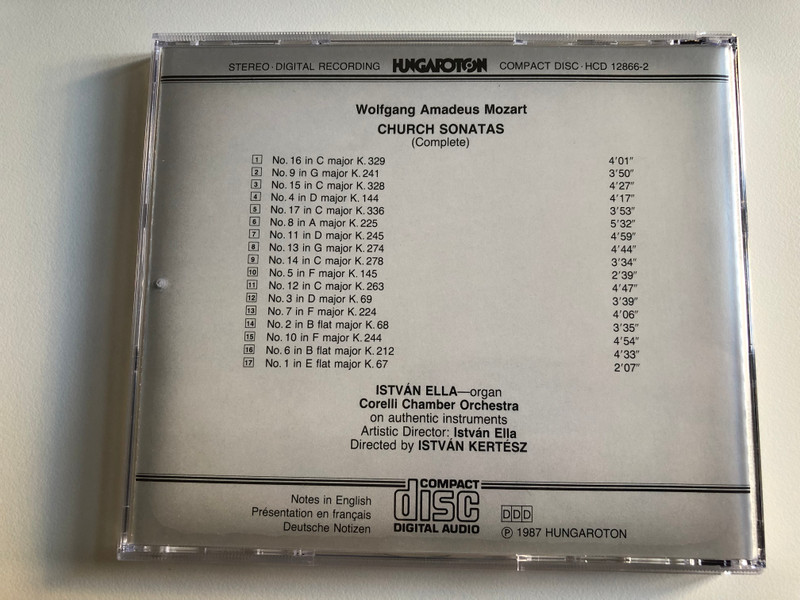 STEREO·DIGITAL RECORDING HUNGAROTON COMPACT DISC·HCD 12866-2
Wolfgang Amadeus Mozart
CHURCH SONATAS
(Complete)
1 No. 16 in C major K. 329 4'01"
2 No. 9 in G major K. 241 3'50"
3 No. 15 in C major K. 328 4'27"
4 No. 4 in D major K. 144 4'17"
5 No. 17 in C major K. 336 3'53"
6 No. 8 in A major K. 225 5'32"
7 No. 11 in D major K. 245 4'59"
8 No. 13 in G major K. 274 4'44"
9 No. 14 in C major K. 278 3'34"
10 No. 5 in F major K. 145 2'39"
11 No. 12 in C major K. 263 4'47"
12 No. 3 in D major K. 69 3'39"
13 No. 7 in F major K. 224 4'06"
14 No. 2 in B flat major K. 68 3'35"
15 No. 10 in F major K. 244 4'54"
16 No. 6 in B flat major K. 212 4'33"
17 No. 1 in E flat major K. 67 2'07"
ISTVÁN ELLA—organ
Corelli Chamber Orchestra
on authentic instruments
Artistic Director: István Ella
Directed by ISTVÁN KERTÉSZ
Notes in English
Présentation en français
Deutsche Notizen
COMPACT
disc
DIGITAL AUDIO
DDD
℗ 1987 HUNGAROTON